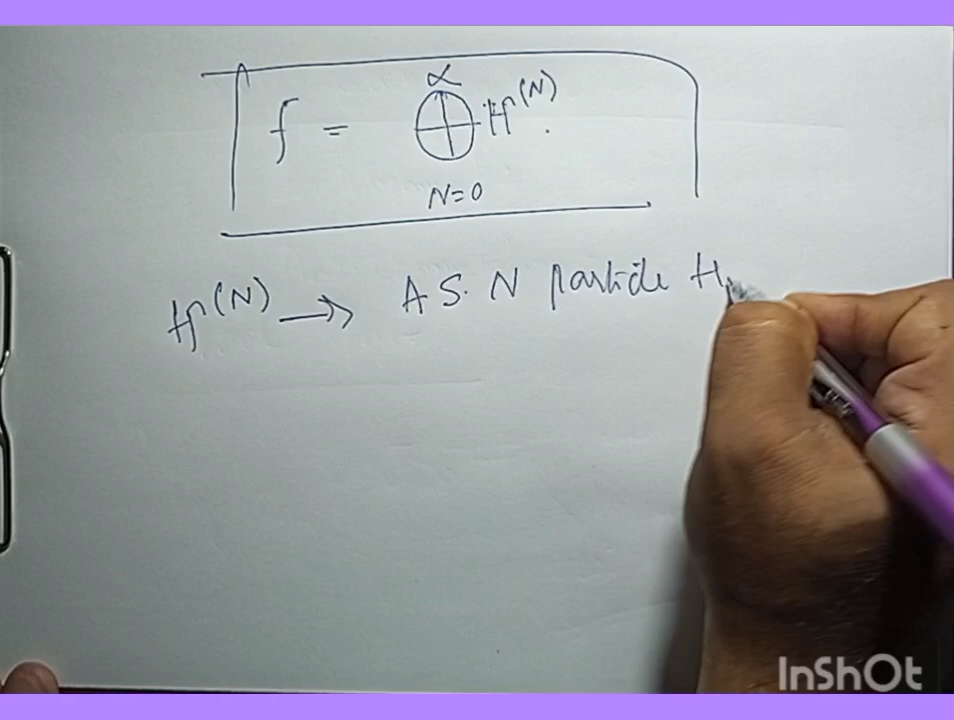 ∝
f = ⊕ H^(N).
N=0
H^(N) →> A S. N particle H
InShOt